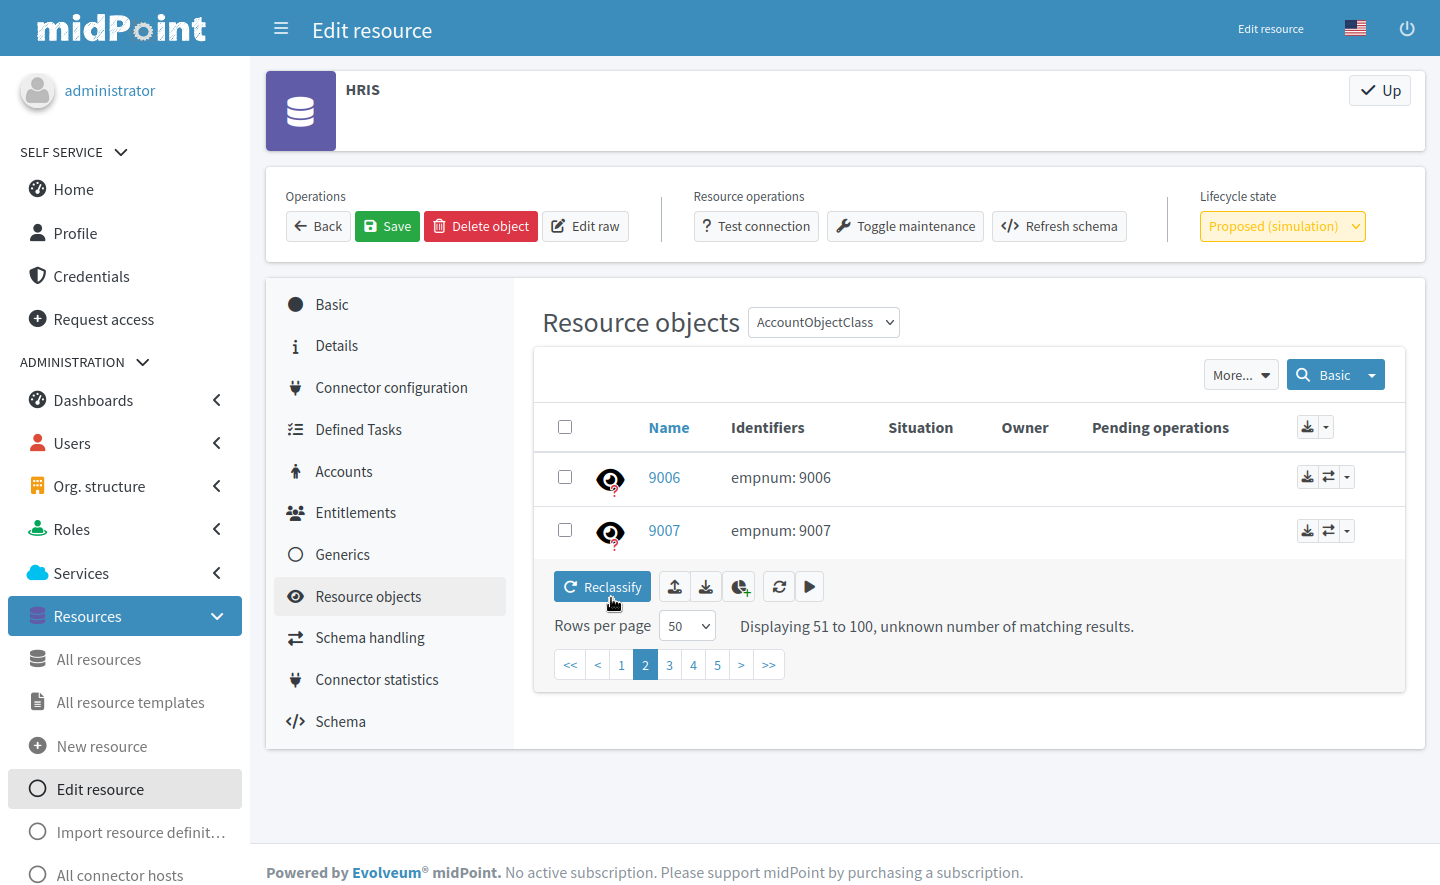 midPoint
Edit resource
Edit resource
administrator
SELF SERVICE
Home
Profile
Credentials
Request access
ADMINISTRATION
Dashboards
Users
Org. structure
Roles
Services
Resources
All resources
All resource templates
New resource
Edit resource
Import resource definit...
All connector hosts
HRIS
Up
Operations
Back Save Delete object Edit raw
Resource operations
Test connection Toggle maintenance Refresh schema
Lifecycle state
Proposed (simulation)
Basic
Details
Connector configuration
Defined Tasks
Accounts
Entitlements
Generics
Resource objects
Schema handling
Connector statistics
Schema
Resource objects AccountObjectClass
More... Basic
Name Identifiers Situation Owner Pending operations
9006 empnum: 9006
9007 empnum: 9007
Reclassify
Rows per page 50 Displaying 51 to 100, unknown number of matching results.
<< < 1 2 3 4 5 > >>
Powered by Evolveum® midPoint. No active subscription. Please support midPoint by purchasing a subscription.